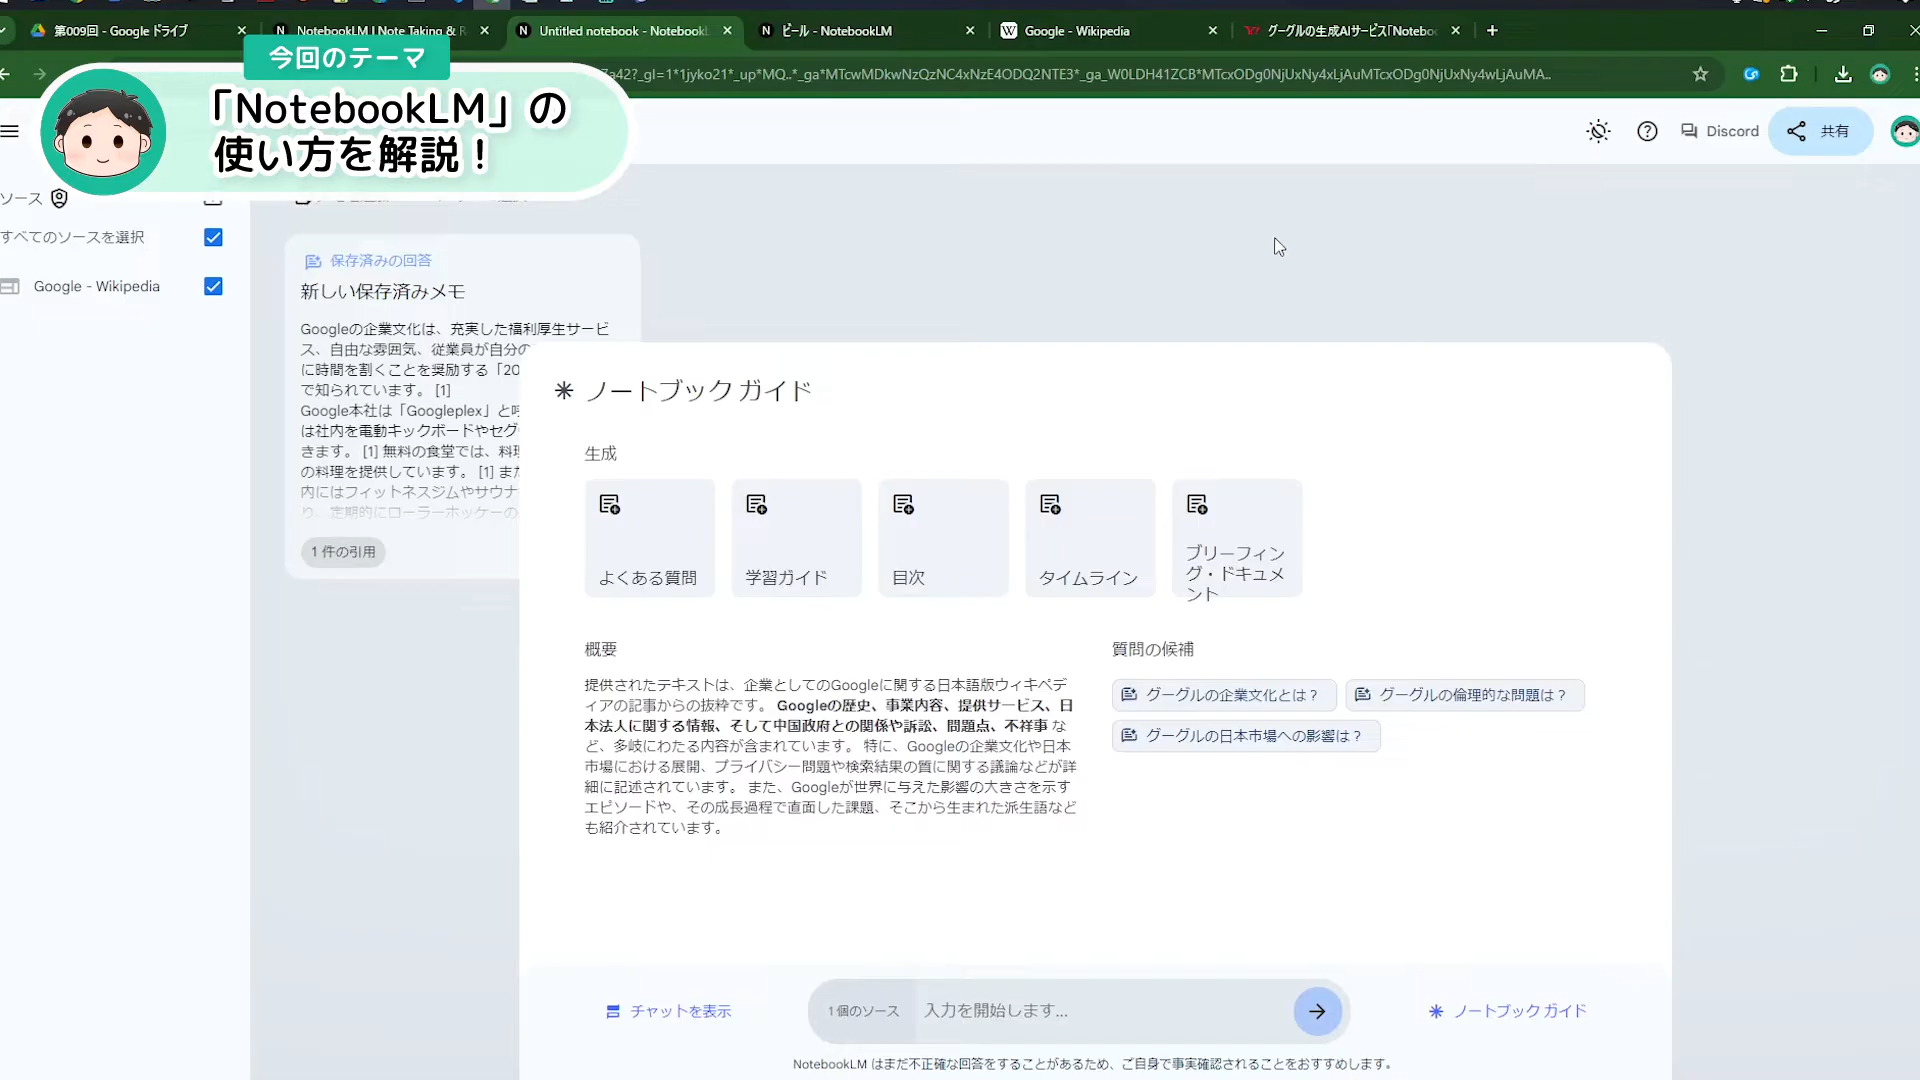 第009回 - Google ドライブ
NotebookLM | Note Taking & R
Untitled notebook - Notebook
ビール - NotebookLM
Google - Wikipedia
グーグルの生成AIサービス「Notebo
今回のテーマ
「NotebookLM」の
使い方を解説！
7a42?_gl=1*1jyko21*_up*MQ..*_ga*MTcwMDkwNzQzNC4xNzE4ODQ2NTE3*_ga_W0LDH41ZCB*MTcxODg0NjUxNy4xLjAuMTcxODg0NjUxNy4wLjAuMA..
Discord
共有
ソース
すべてのソースを選択
Google - Wikipedia
保存済みの回答
新しい保存済みメモ
Googleの企業文化は、充実した福利厚生サービ
ス、自由な雰囲気、従業員が自分の
に時間を割くことを奨励する「20
で知られています。 [1]
Google本社は「Googleplex」と呼
は社内を電動キックボードやセグ
きます。 [1] 無料の食堂では、料理
の料理を提供しています。 [1] また
内にはフィットネスジムやサウナ
り、定期的にローラーホッケーの
1 件の引用
ノートブック ガイド
生成
よくある質問
学習ガイド
目次
タイムライン
ブリーフィン
グ・ドキュメ
ント
概要
提供されたテキストは、企業としてのGoogleに関する日本語版ウィキペデ
ィアの記事からの抜粋です。 Googleの歴史、事業内容、提供サービス、日
本法人に関する情報、そして中国政府との関係や訴訟、問題点、不祥事 な
ど、多岐にわたる内容が含まれています。 特に、Googleの企業文化や日本
市場における展開、プライバシー問題や検索結果の質に関する議論などが詳
細に記述されています。 また、Googleが世界に与えた影響の大きさを示す
エピソードや、その成長過程で直面した課題、そこから生まれた派生語など
も紹介されています。
質問の候補
グーグルの企業文化とは？
グーグルの倫理的な問題は？
グーグルの日本市場への影響は？
チャットを表示
1個のソース
入力を開始します...
ノートブック ガイド
NotebookLM はまだ不正確な回答をすることがあるため、ご自身で事実確認されることをおすすめします。